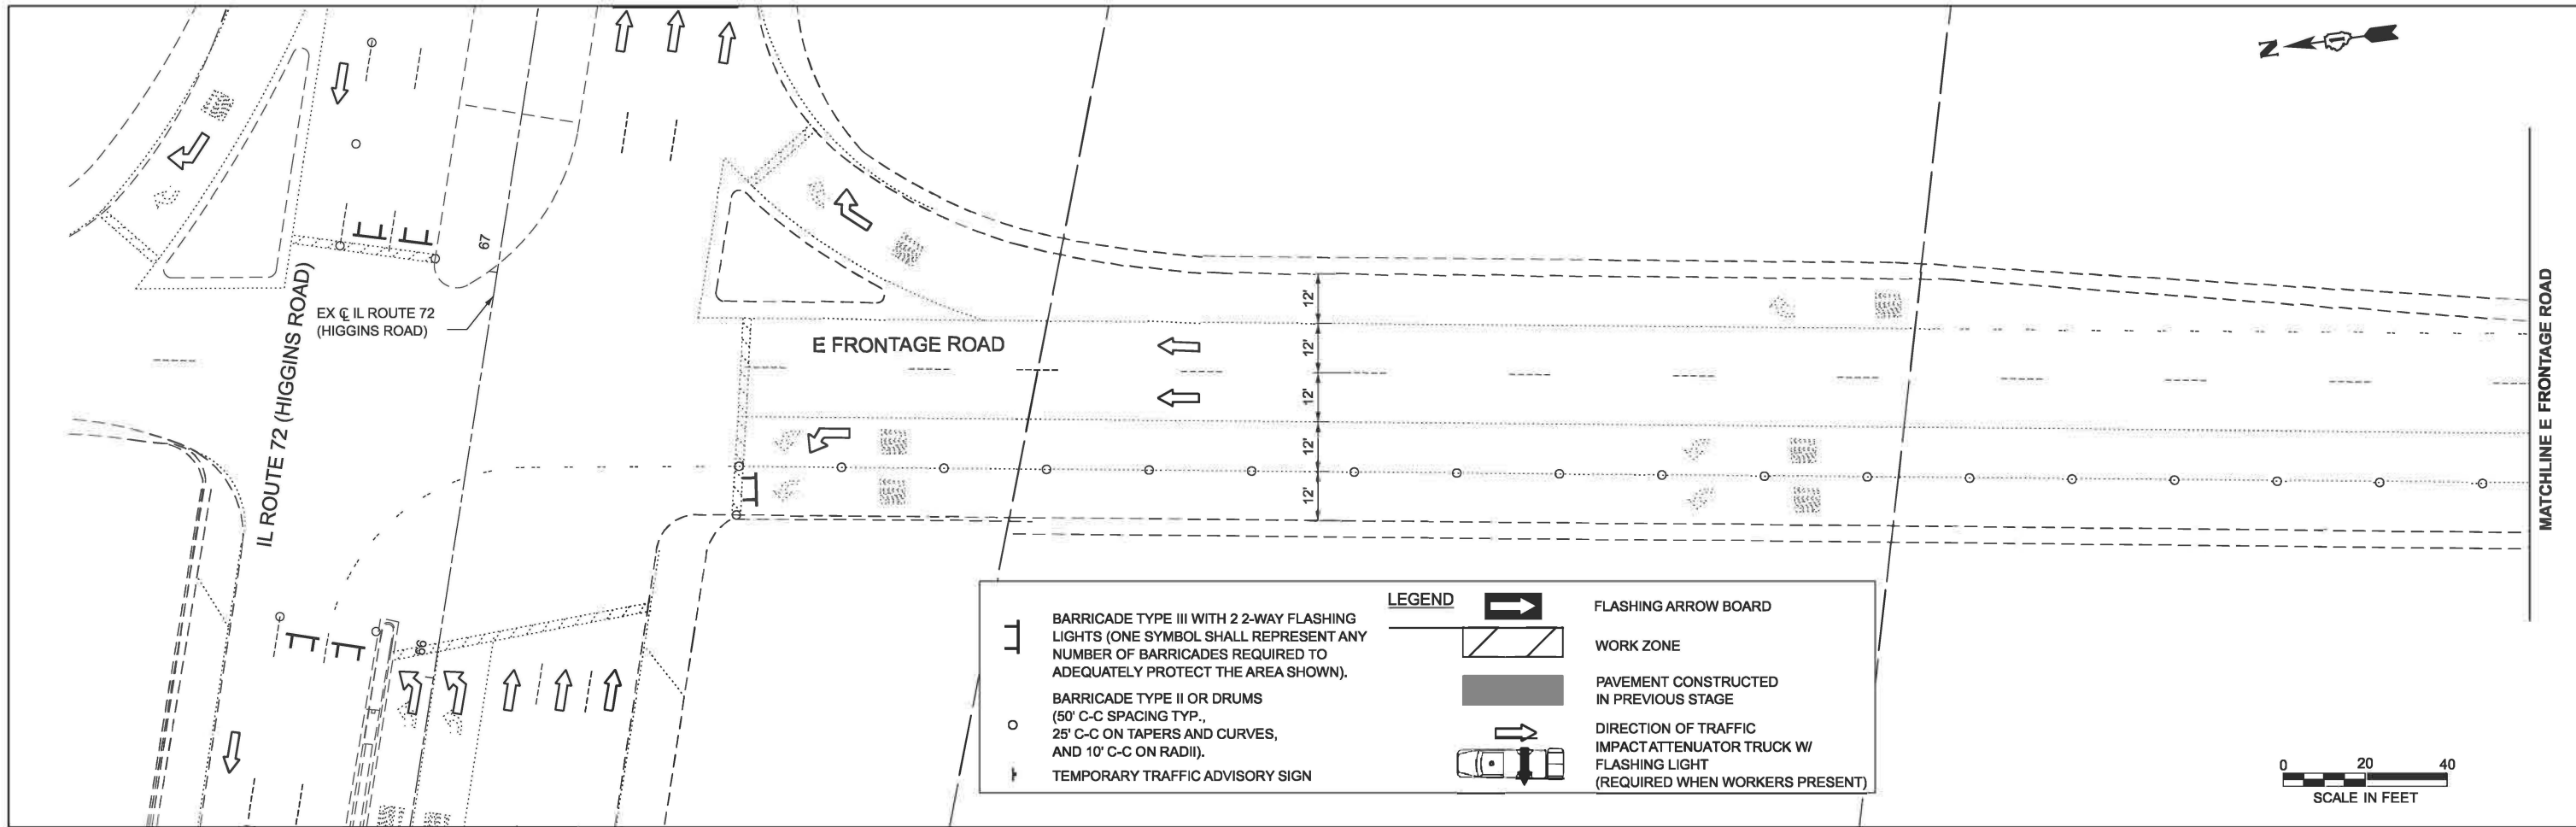 N
67
EX ℄ IL ROUTE 72
(HIGGINS ROAD)
IL ROUTE 72 (HIGGINS ROAD)
E FRONTAGE ROAD
12'
12'
12'
12'
12'
MATCHLINE E FRONTAGE ROAD
66
LEGEND
BARRICADE TYPE III WITH 2 2-WAY FLASHING
LIGHTS (ONE SYMBOL SHALL REPRESENT ANY
NUMBER OF BARRICADES REQUIRED TO
ADEQUATELY PROTECT THE AREA SHOWN).
BARRICADE TYPE II OR DRUMS
(50' C-C SPACING TYP.,
25' C-C ON TAPERS AND CURVES,
AND 10' C-C ON RADII).
TEMPORARY TRAFFIC ADVISORY SIGN
FLASHING ARROW BOARD
WORK ZONE
PAVEMENT CONSTRUCTED
IN PREVIOUS STAGE
DIRECTION OF TRAFFIC
IMPACT ATTENUATOR TRUCK W/
FLASHING LIGHT
(REQUIRED WHEN WORKERS PRESENT)
0 20 40
SCALE IN FEET